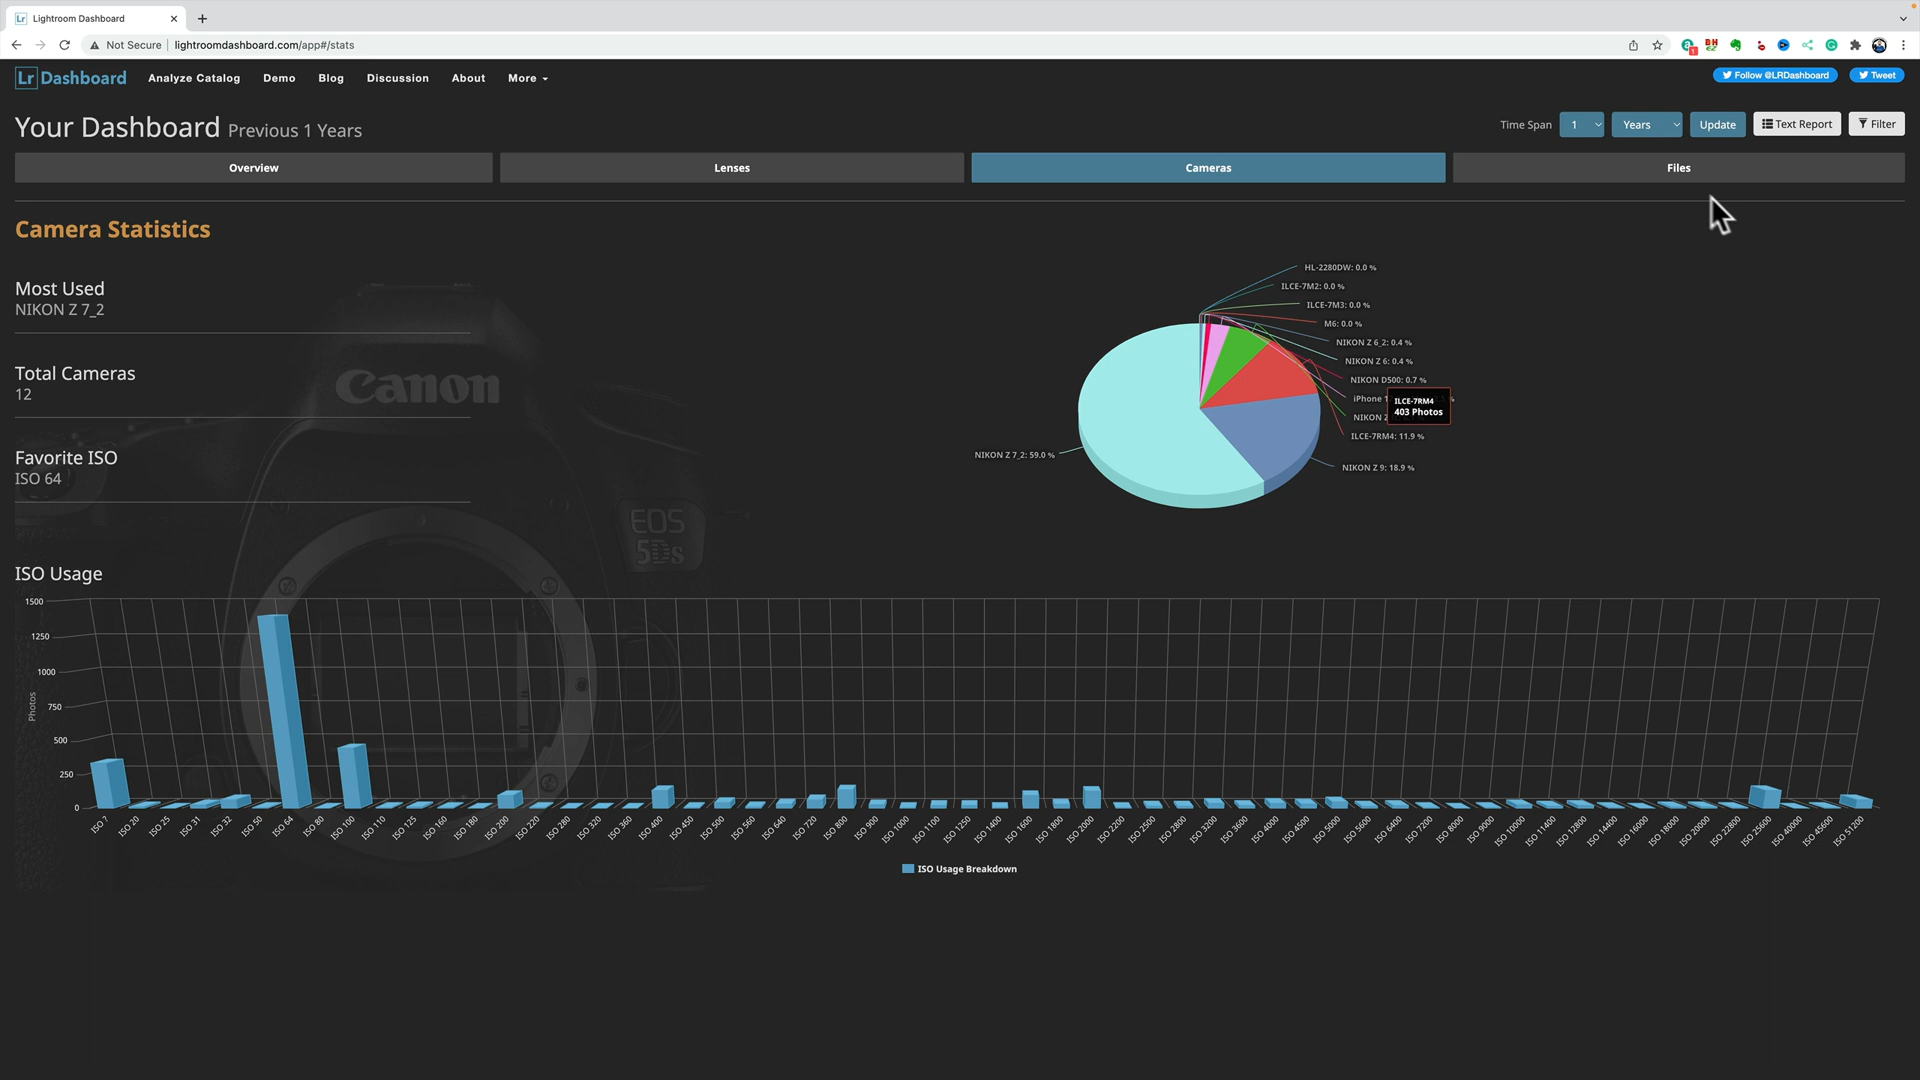 Lr Lightroom Dashboard
Not Secure
lightroomdashboard.com/app#/stats
1
BH
EZ
Lr Dashboard
Analyze Catalog
Demo
Blog
Discussion
About
More
Follow @LRDashboard
Tweet
Your Dashboard Previous 1 Years
Time Span
1
Years
Update
Text Report
Filter
Overview
Lenses
Cameras
Files
Camera Statistics
Most Used
NIKON Z 7_2
Total Cameras
12
Favorite ISO
ISO 64
Canon
EOS
5Ds
HL-2280DW: 0.0 %
ILCE-7M2: 0.0 %
ILCE-7M3: 0.0 %
M6: 0.0 %
NIKON Z 6_2: 0.4 %
NIKON Z 6: 0.4 %
NIKON D500: 0.7 %
iPhone
NIKON
ILCE-7RM4
403 Photos
ILCE-7RM4: 11.9 %
NIKON Z 7_2: 59.0 %
NIKON Z 9: 18.9 %
ISO Usage
1500
1250
1000
750
500
250
0
Photos
ISO 7
ISO 20
ISO 25
ISO 31
ISO 32
ISO 50
ISO 64
ISO 80
ISO 100
ISO 110
ISO 125
ISO 160
ISO 180
ISO 200
ISO 220
ISO 280
ISO 320
ISO 360
ISO 400
ISO 450
ISO 500
ISO 560
ISO 640
ISO 720
ISO 800
ISO 900
ISO 1000
ISO 1100
ISO 1250
ISO 1400
ISO 1600
ISO 1800
ISO 2000
ISO 2200
ISO 2500
ISO 2800
ISO 3200
ISO 3600
ISO 4000
ISO 4500
ISO 5000
ISO 5600
ISO 6400
ISO 7200
ISO 8000
ISO 9000
ISO 10000
ISO 11400
ISO 12800
ISO 14400
ISO 16000
ISO 18000
ISO 20000
ISO 22800
ISO 25600
ISO 40000
ISO 45600
ISO 51200
ISO Usage Breakdown